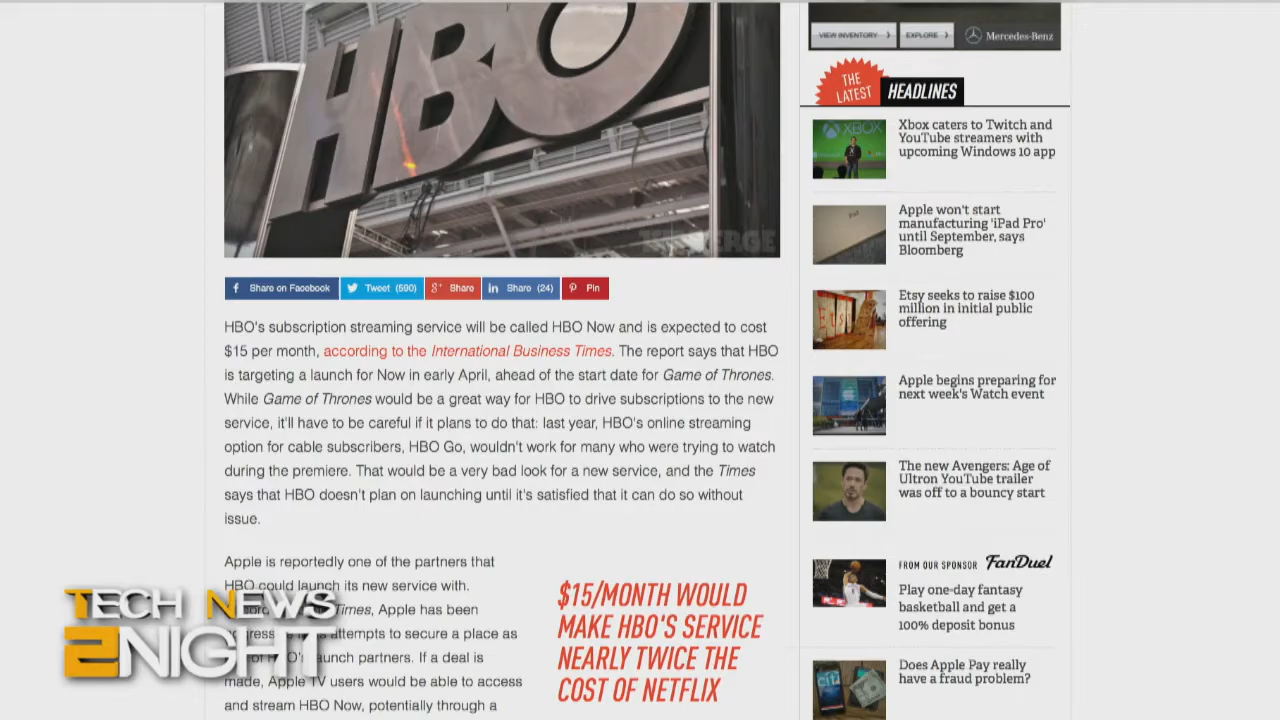 HBO
VIEW INVENTORY
EXPLORE
Mercedes-Benz
THE LATEST
HEADLINES
XBOX
Xbox caters to Twitch and
YouTube streamers with
upcoming Windows 10 app
Apple won't start
manufacturing 'iPad Pro'
until September, says
Bloomberg
Etsy seeks to raise $100
million in initial public
offering
Apple begins preparing for
next week's Watch event
The new Avengers: Age of
Ultron YouTube trailer
was off to a bouncy start
FROM OUR SPONSOR FanDuel
Play one-day fantasy
basketball and get a
100% deposit bonus
Does Apple Pay really
have a fraud problem?
Share on Facebook
Tweet (590)
Share
Share (24)
Pin
HBO's subscription streaming service will be called HBO Now and is expected to cost
$15 per month, according to the International Business Times. The report says that HBO
is targeting a launch for Now in early April, ahead of the start date for Game of Thrones.
While Game of Thrones would be a great way for HBO to drive subscriptions to the new
service, it'll have to be careful if it plans to do that: last year, HBO's online streaming
option for cable subscribers, HBO Go, wouldn't work for many who were trying to watch
during the premiere. That would be a very bad look for a new service, and the Times
says that HBO doesn't plan on launching until it's satisfied that it can do so without
issue.
Apple is reportedly one of the partners that
HBO could launch its new service with.
Times, Apple has been
attempts to secure a place as
launch partners. If a deal is
made, Apple TV users would be able to access
and stream HBO Now, potentially through a
$15/MONTH WOULD
MAKE HBO'S SERVICE
NEARLY TWICE THE
COST OF NETFLIX
TECH NEWS
2NIGHT